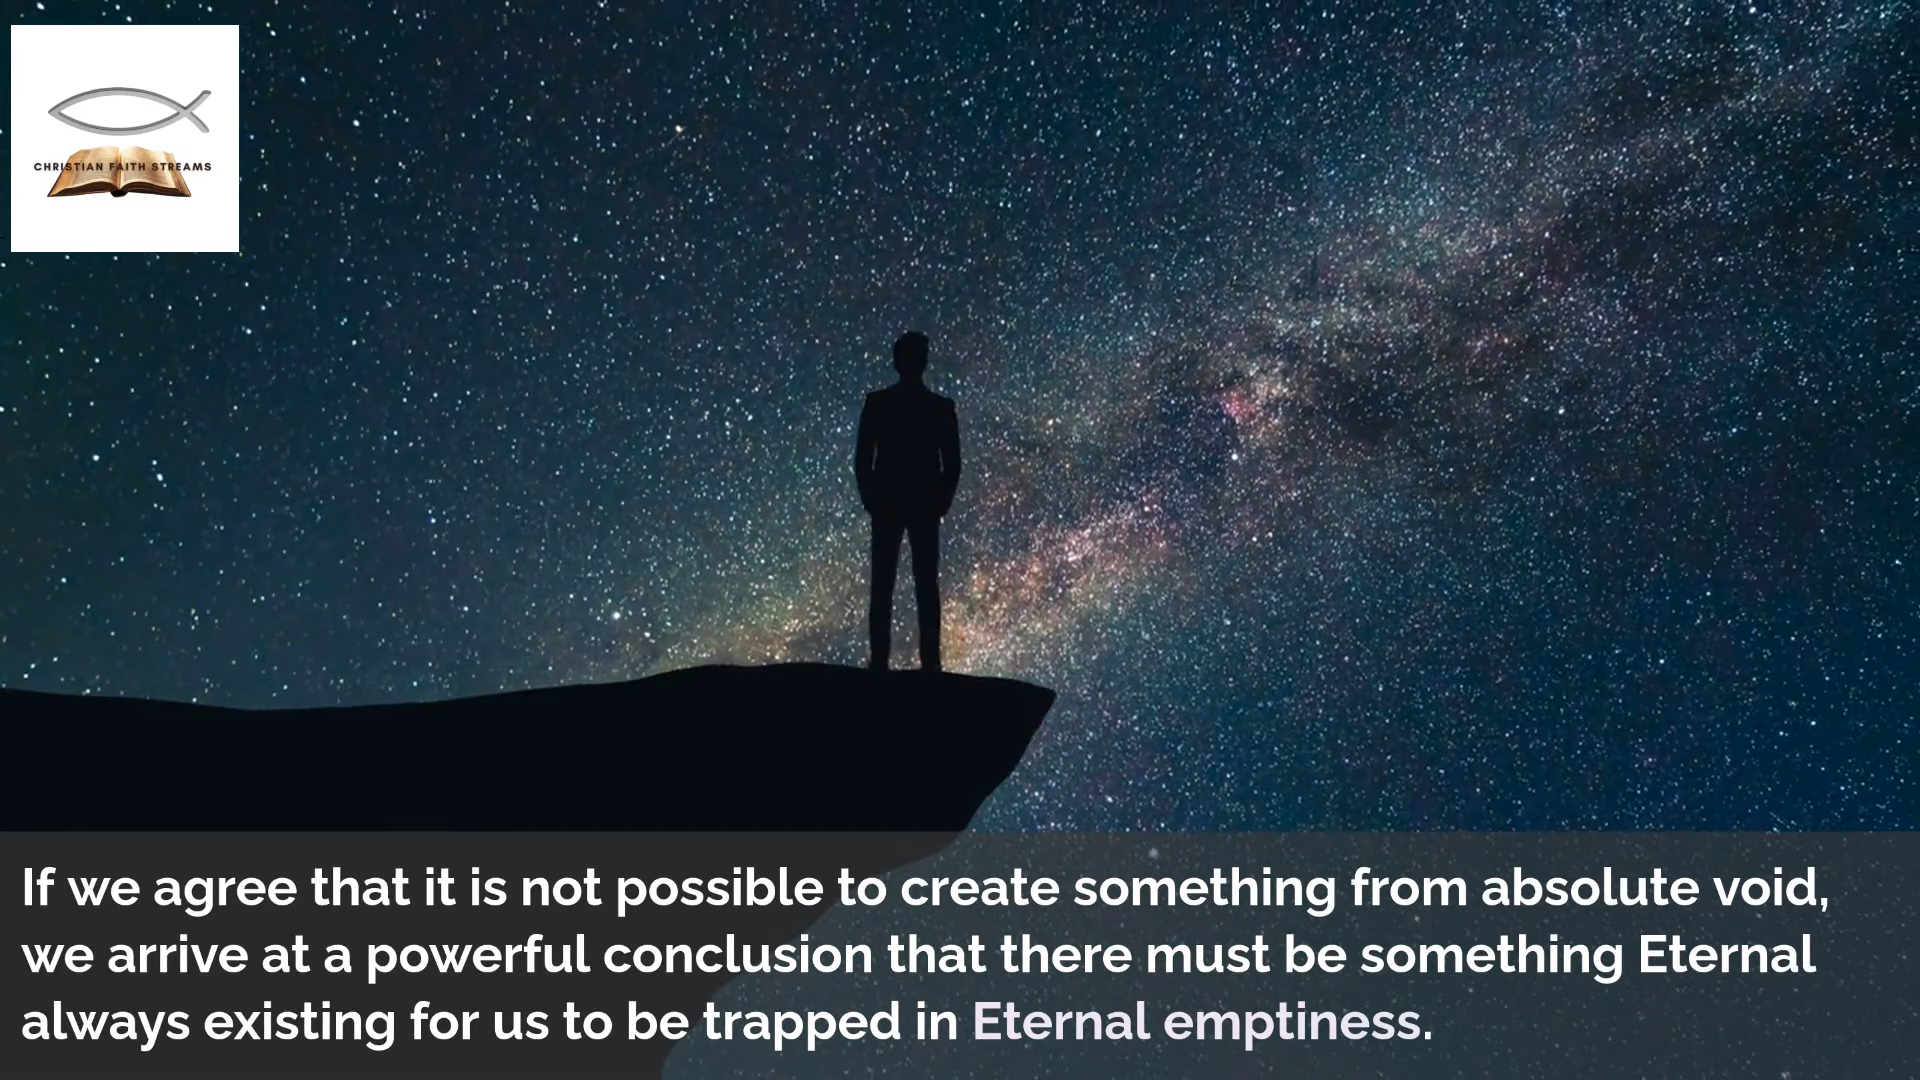 CHRISTIAN FAITH STREAMS
If we agree that it is not possible to create something from absolute void,
we arrive at a powerful conclusion that there must be something Eternal
always existing for us to be trapped in Eternal emptiness.